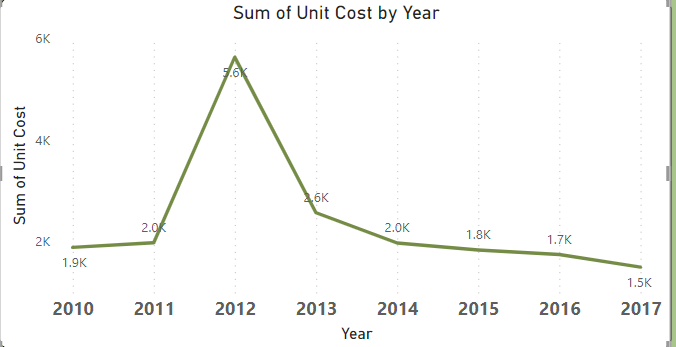 Sum of Unit Cost by Year
6K
4K
2K
Sum of Unit Cost
1.9K
2.0K
5.6K
2.6K
2.0K
1.8K
1.7K
1.5K
2010 2011 2012 2013 2014 2015 2016 2017
Year